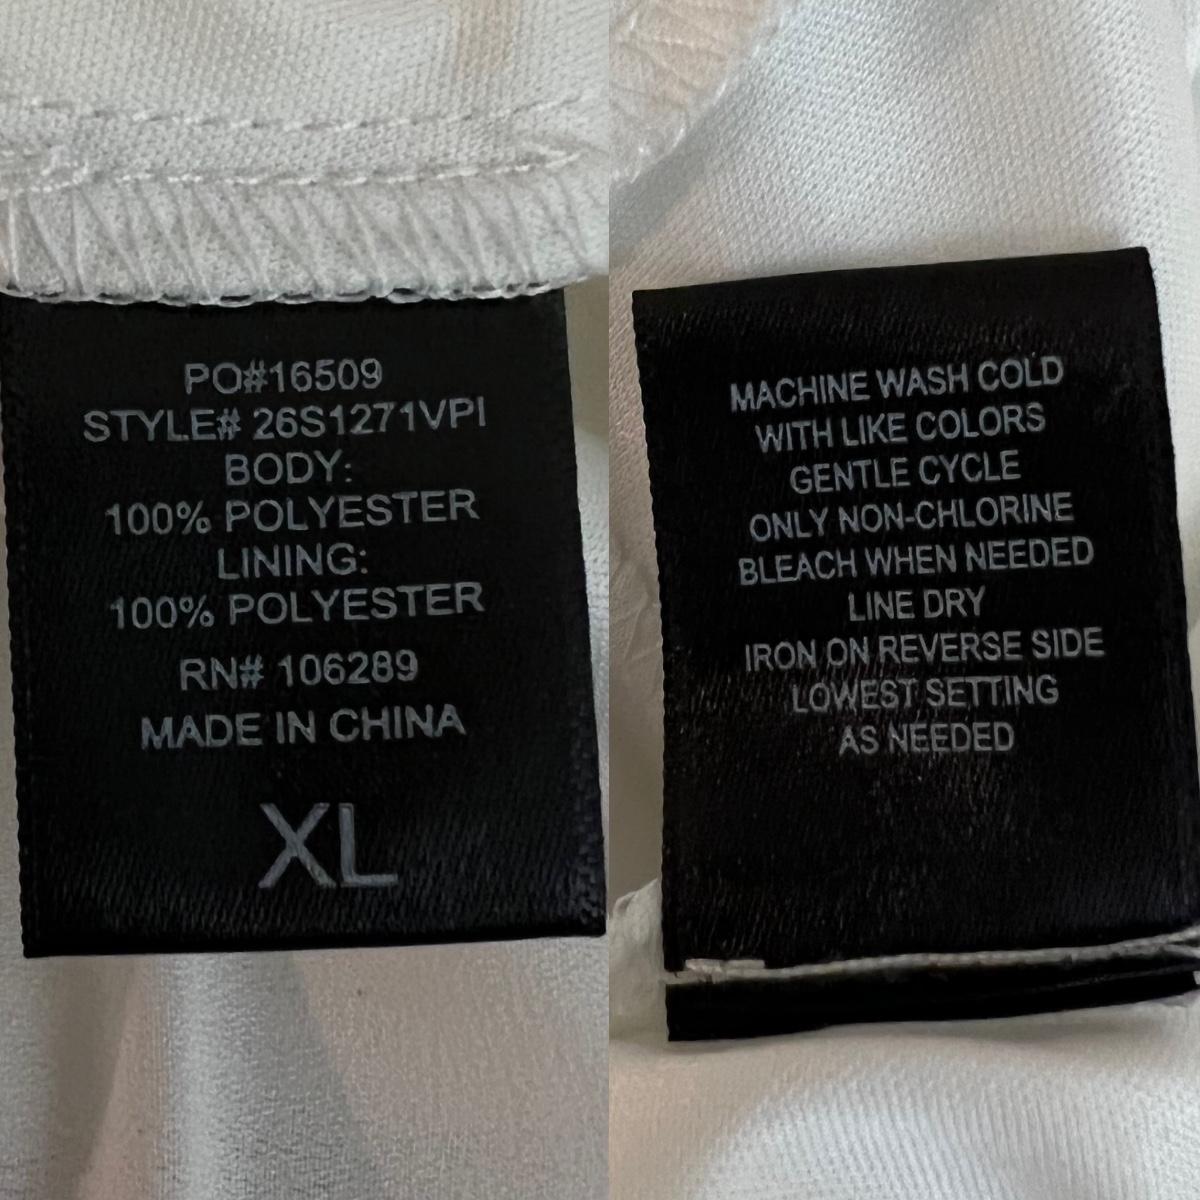 PO#16509
STYLE# 26S1271VPI
BODY:
100% POLYESTER
LINING:
100% POLYESTER
RN# 106289
MADE IN CHINA
XL
MACHINE WASH COLD
WITH LIKE COLORS
GENTLE CYCLE
ONLY NON-CHLORINE
BLEACH WHEN NEEDED
LINE DRY
IRON ON REVERSE SIDE
LOWEST SETTING
AS NEEDED